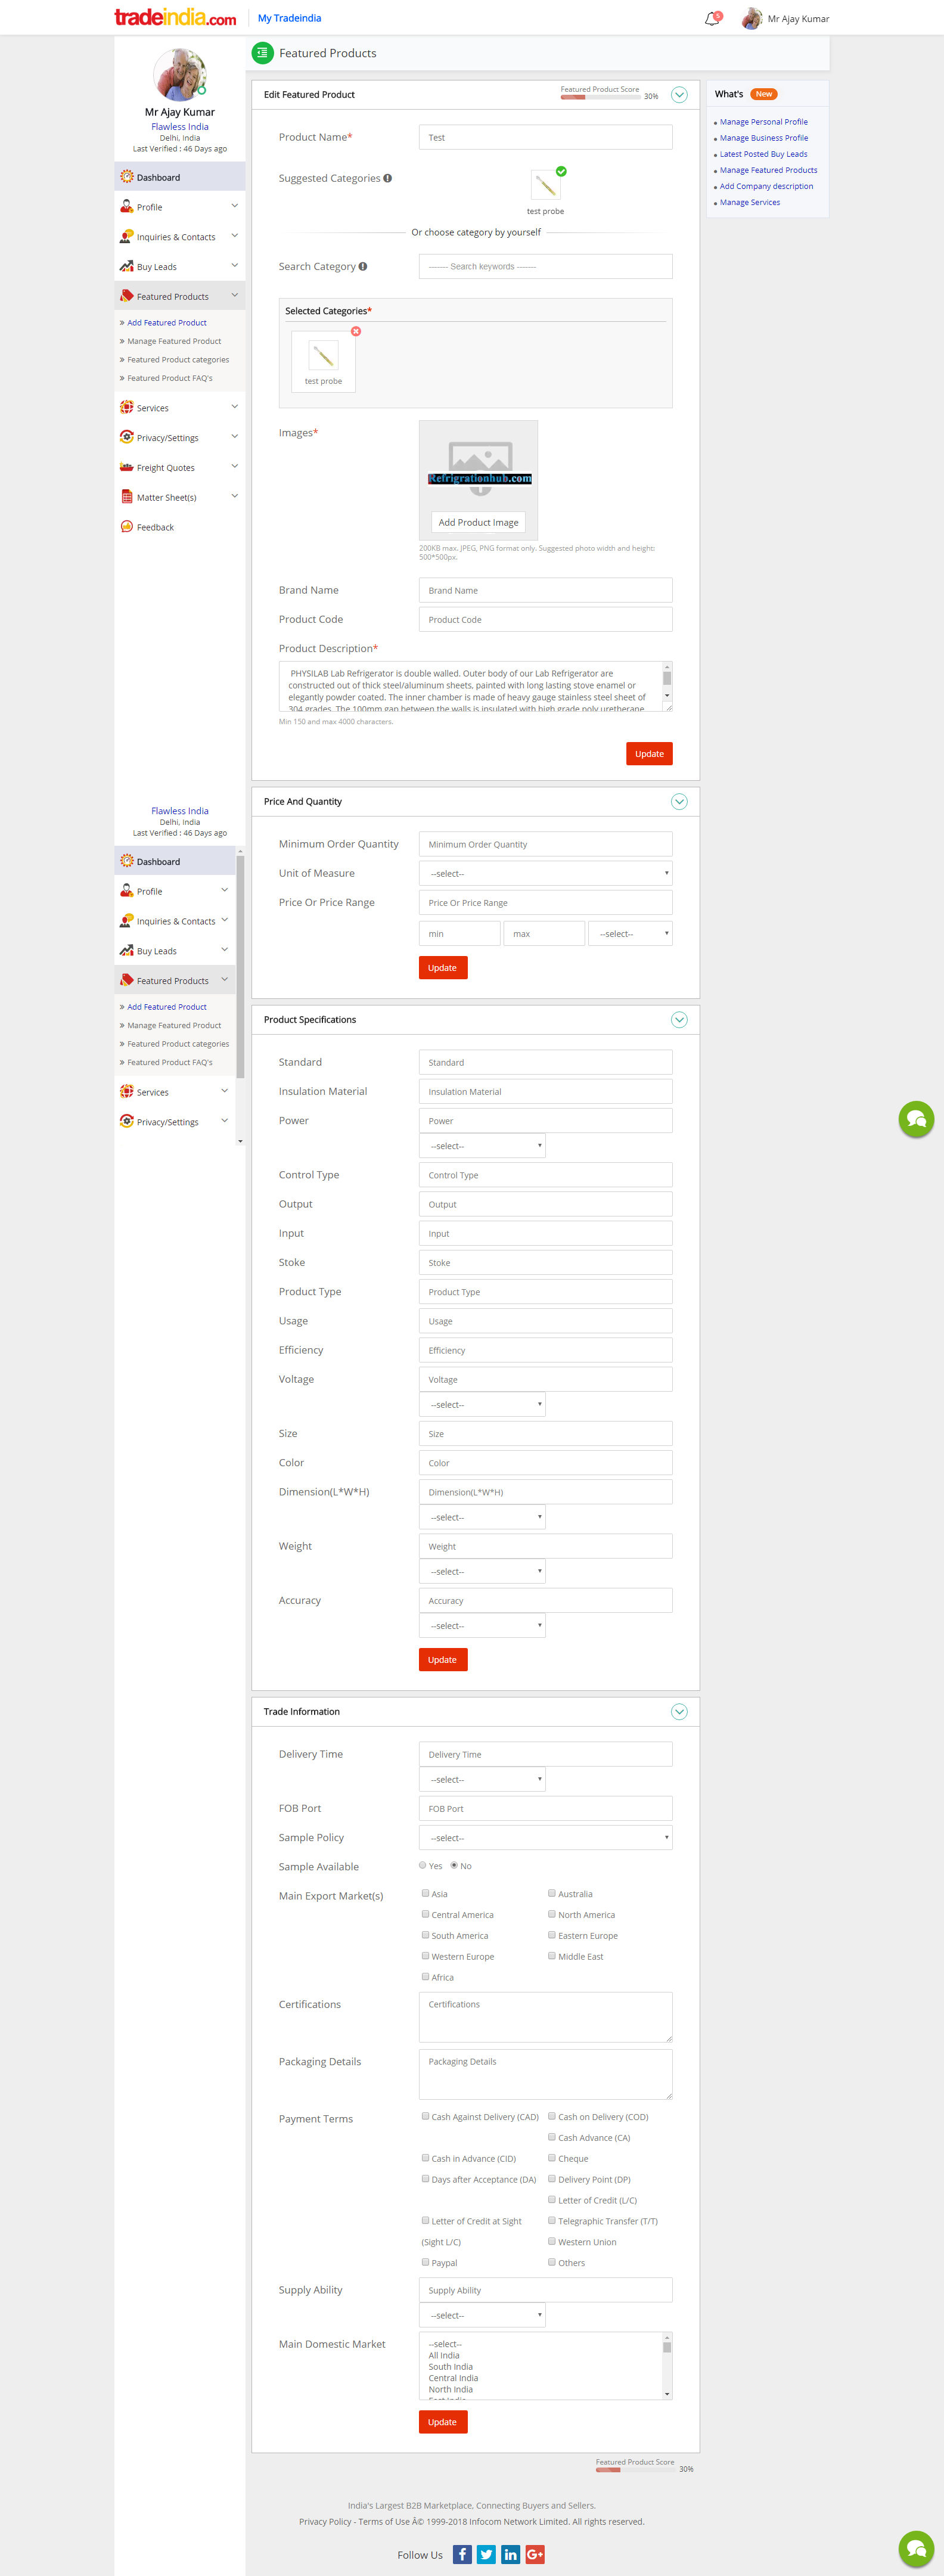 tradeindia.com
My Tradeindia
5
Mr Ajay Kumar
Mr Ajay Kumar
Flawless India
Delhi, India
Last Verified : 46 Days ago
Dashboard
Profile
Inquiries & Contacts
Buy Leads
Featured Products
» Add Featured Product
» Manage Featured Product
» Featured Product categories
» Featured Product FAQ's
Services
Privacy/Settings
Freight Quotes
Matter Sheet(s)
Feedback
Flawless India
Delhi, India
Last Verified : 46 Days ago
Dashboard
Profile
Inquiries & Contacts
Buy Leads
Featured Products
» Add Featured Product
» Manage Featured Product
» Featured Product categories
» Featured Product FAQ's
Services
Privacy/Settings
Featured Products
Edit Featured Product
Featured Product Score
30%
Product Name*
Test
Suggested Categories
test probe
Or choose category by yourself
Search Category
------- Search keywords -------
Selected Categories*
test probe
Images*
Refrigrationhub.com
Add Product Image
200KB max. JPEG, PNG format only. Suggested photo width and height:
500*500px.
Brand Name
Brand Name
Product Code
Product Code
Product Description*
PHYSILAB Lab Refrigerator is double walled. Outer body of our Lab Refrigerator are
constructed out of thick steel/aluminum sheets, painted with long lasting stove enamel or
elegantly powder coated. The inner chamber is made of heavy gauge stainless steel sheet of
304 grades. The 100mm gap between the walls is insulated with high grade poly urethane
Min 150 and max 4000 characters.
Update
Price And Quantity
Minimum Order Quantity
Minimum Order Quantity
Unit of Measure
--select--
Price Or Price Range
Price Or Price Range
min
max
--select--
Update
Product Specifications
Standard
Standard
Insulation Material
Insulation Material
Power
Power
--select--
Control Type
Control Type
Output
Output
Input
Input
Stoke
Stoke
Product Type
Product Type
Usage
Usage
Efficiency
Efficiency
Voltage
Voltage
--select--
Size
Size
Color
Color
Dimension(L*W*H)
Dimension(L*W*H)
--select--
Weight
Weight
--select--
Accuracy
Accuracy
--select--
Update
Trade Information
Delivery Time
Delivery Time
--select--
FOB Port
FOB Port
Sample Policy
--select--
Sample Available
Yes No
Main Export Market(s)
Asia
Australia
Central America
North America
South America
Eastern Europe
Western Europe
Middle East
Africa
Certifications
Certifications
Packaging Details
Packaging Details
Payment Terms
Cash Against Delivery (CAD)
Cash on Delivery (COD)
Cash Advance (CA)
Cash in Advance (CID)
Cheque
Days after Acceptance (DA)
Delivery Point (DP)
Letter of Credit (L/C)
Letter of Credit at Sight
(Sight L/C)
Telegraphic Transfer (T/T)
Western Union
Paypal
Others
Supply Ability
Supply Ability
--select--
Main Domestic Market
--select--
All India
South India
Central India
North India
East India
Update
Featured Product Score
30%
What's New
Manage Personal Profile
Manage Business Profile
Latest Posted Buy Leads
Manage Featured Products
Add Company description
Manage Services
India's Largest B2B Marketplace, Connecting Buyers and Sellers.
Privacy Policy - Terms of Use Â© 1999-2018 Infocom Network Limited. All rights reserved.
Follow Us